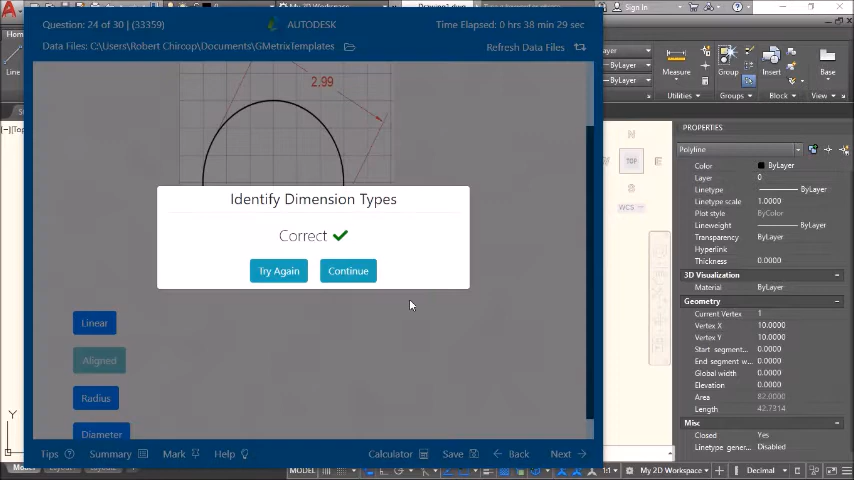 Question: 24 of 30 | (33359)
AUTODESK
Time Elapsed: 0 hrs 38 min 29 sec
Data Files: C:\Users\Robert Chircop\Documents\GMetrixTemplates
Refresh Data Files
2,99
Identify Dimension Types
Correct
Try Again
Continue
Linear
Aligned
Radius
Diameter
Tips
Summary
Mark
Help
Calculator
Save
Back
Next
Sign In
Line
ByLayer
ByLayer
Measure
Group
Insert
Base
Utilities
Groups
Block
TOP
WCS
Y
PROPERTIES
Polyline
Color ByLayer
Layer 0
Linetype ByLayer
Linetype scale 1.0000
Plot style ByColor
Lineweight ByLayer
Transparency ByLayer
Hyperlink
Thickness 0.0000
3D Visualization
Material ByLayer
Geometry
Current Vertex 1
Vertex X 10.0000
Vertex Y 10.0000
Start segment... 0.0000
End segment w... 0.0000
Global width 0.0000
Elevation 0.0000
Area 82.0000
Length 42.7314
Misc
Closed Yes
Linetype gener... Disabled
MODEL
1:1
My 2D Workspace
Decimal